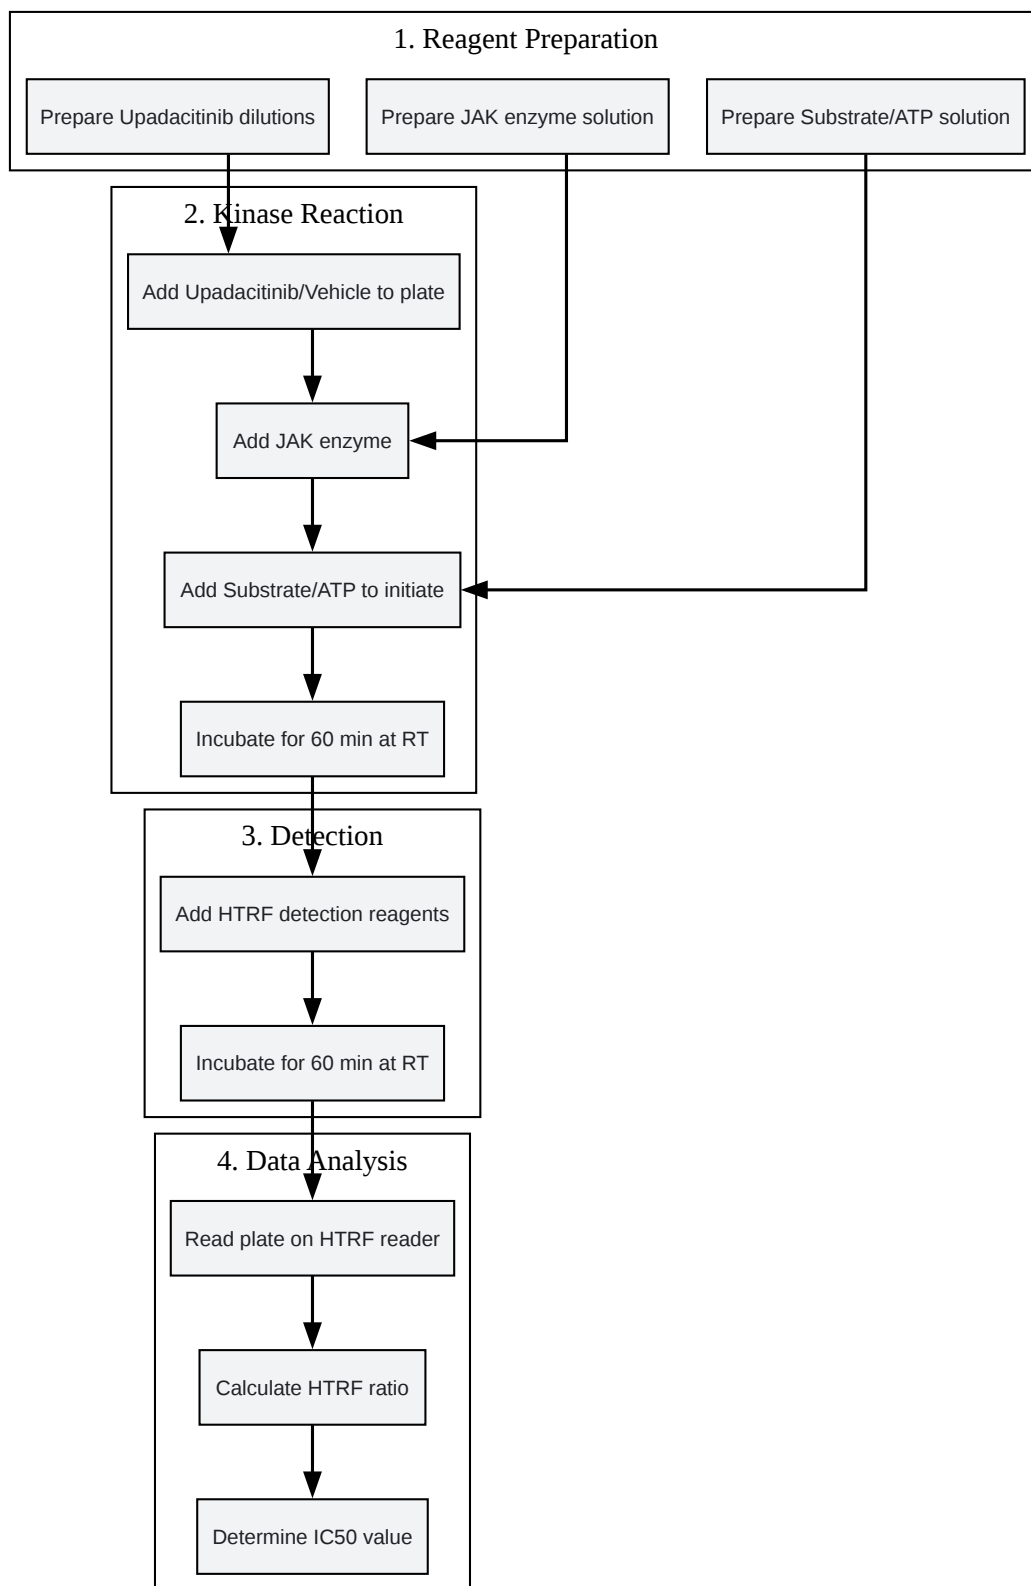 1. Reagent Preparation
Prepare Upadacitinib dilutions
Prepare JAK enzyme solution
Prepare Substrate/ATP solution
2. Kinase Reaction
Add Upadacitinib/Vehicle to plate
Add JAK enzyme
Add Substrate/ATP to initiate
Incubate for 60 min at RT
3. Detection
Add HTRF detection reagents
Incubate for 60 min at RT
4. Data Analysis
Read plate on HTRF reader
Calculate HTRF ratio
Determine IC50 value